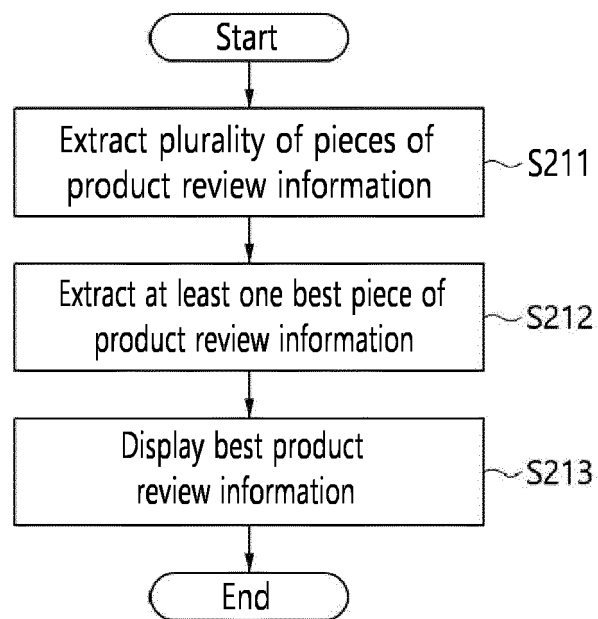 Start
Extract plurality of pieces of
product review information
S211
Extract at least one best piece of
product review information
S212
Display best product
review information
S213
End